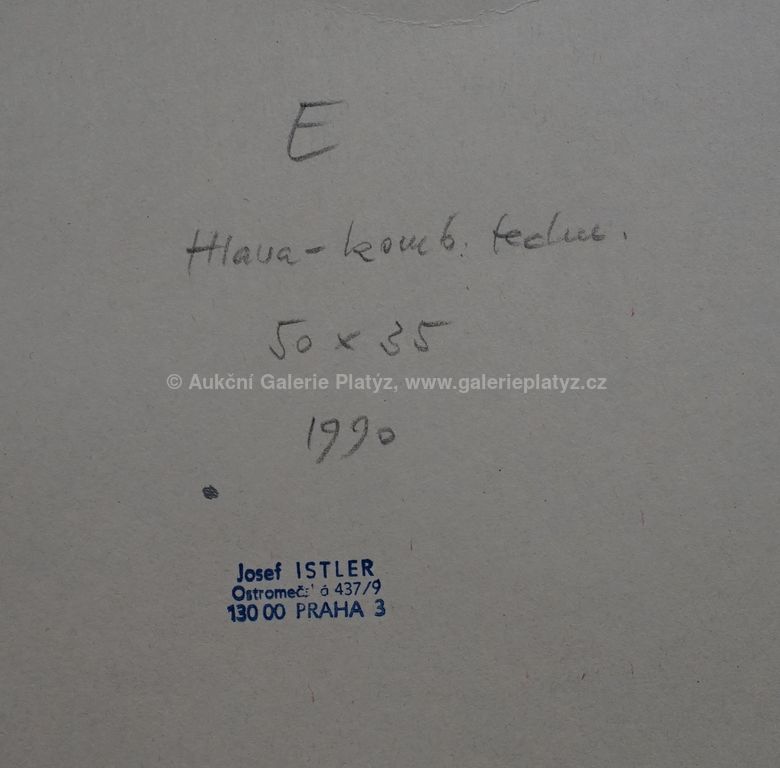 E
Hlava - komb. techn.
50 x 35
© Aukční Galerie Platýz, www.galerieplatyz.cz
1990
Josef ISTLER
437/9
130 00 PRAHA 3